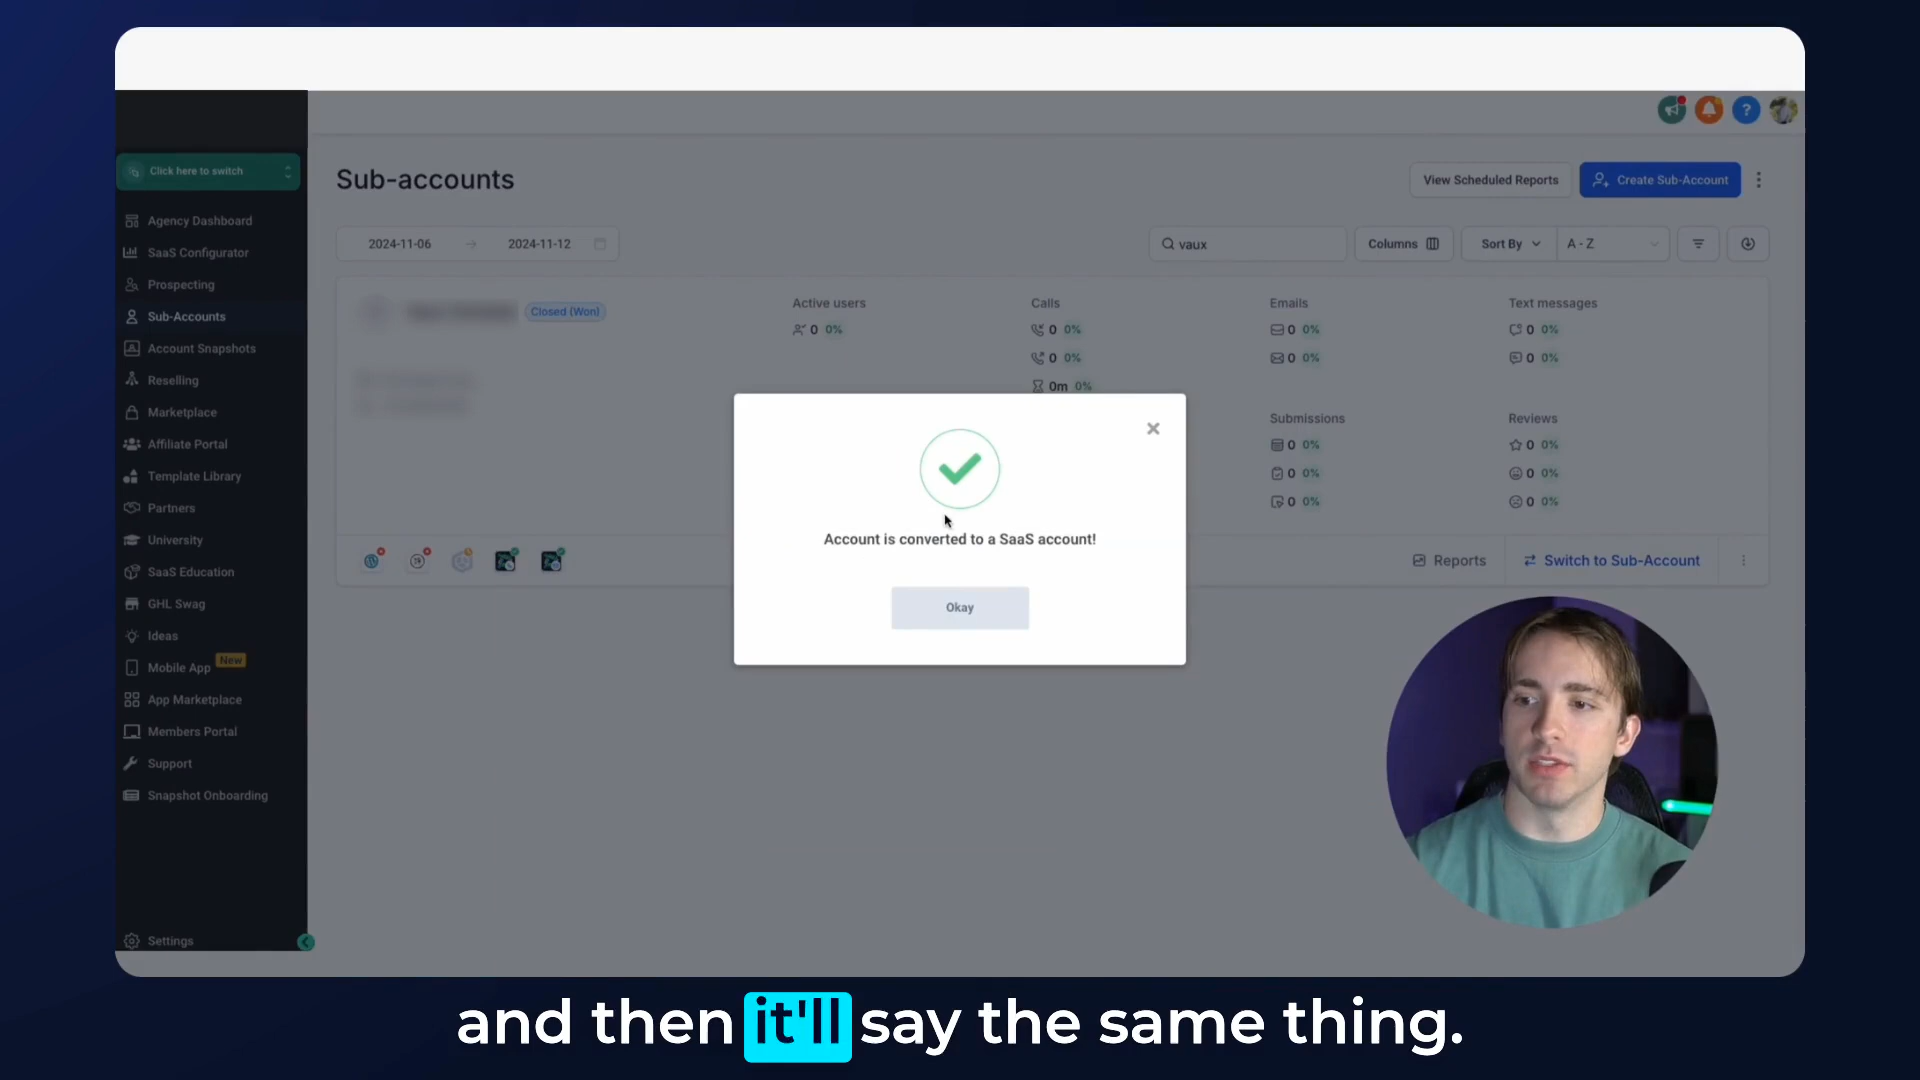 Click here to switch
Agency Dashboard
SaaS Configurator
Prospecting
Sub-Accounts
Account Snapshots
Reselling
Marketplace
Affiliate Portal
Template Library
Partners
University
SaaS Education
GHL Swag
Ideas
Mobile App New
App Marketplace
Members Portal
Support
Snapshot Onboarding
Settings
?
Sub-accounts
View Scheduled Reports
Create Sub-Account
2024-11-06 → 2024-11-12
vaux
Columns
Sort By
A - Z
Closed (Won)
Active users
0 0%
Calls
0 0%
0 0%
0m 0%
Emails
0 0%
0 0%
Text messages
0 0%
0 0%
Submissions
0 0%
0 0%
0 0%
Reviews
0 0%
0 0%
0 0%
Reports
Switch to Sub-Account
Account is converted to a SaaS account!
Okay
and then it'll say the same thing.